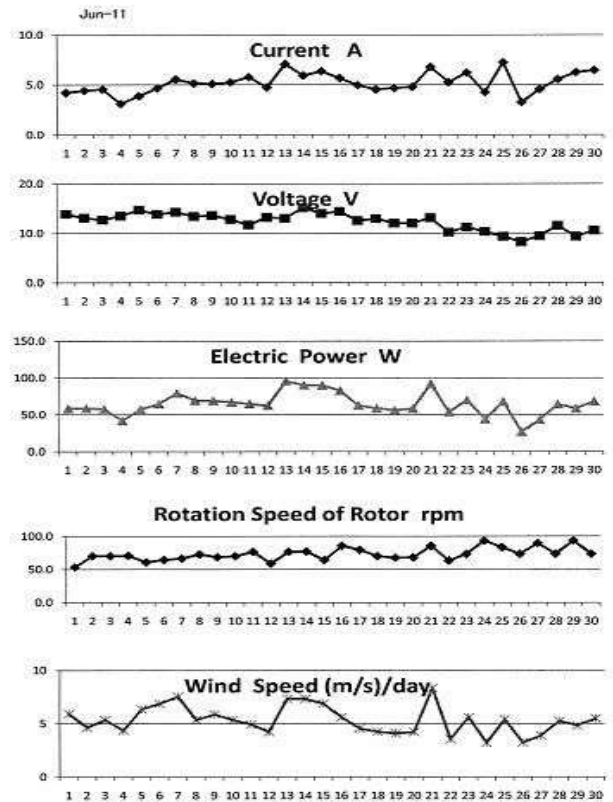 Jun-11
10.0
Current A
5.0
0.0
1 2 3 4 5 6 7 8 9 10 11 12 13 14 15 16 17 18 19 20 21 22 23 24 25 26 27 28 29 30
20.0
Voltage V
10.0
0.0
1 2 3 4 5 6 7 8 9 10 11 12 13 14 15 16 17 18 19 20 21 22 23 24 25 26 27 28 29 30
150.0
Electric Power W
100.0
50.0
0.0
1 2 3 4 5 6 7 8 9 10 11 12 13 14 15 16 17 18 19 20 21 22 23 24 25 26 27 28 29 30
Rotation Speed of Rotor rpm
100.0
50.0
0.0
1 2 3 4 5 6 7 8 9 10 11 12 13 14 15 16 17 18 19 20 21 22 23 24 25 26 27 28 29 30
10
Wind Speed (m/s)/day
5
0
1 2 3 4 5 6 7 8 9 10 11 12 13 14 15 16 17 18 19 20 21 22 23 24 25 26 27 28 29 30